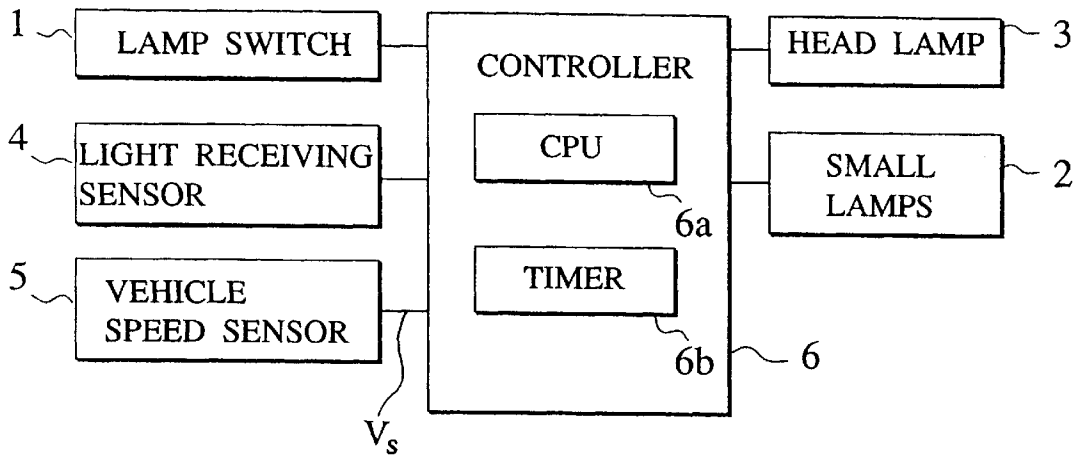 1
LAMP SWITCH
4
LIGHT RECEIVING
SENSOR
5
VEHICLE
SPEED SENSOR
Vs
CONTROLLER
CPU
6a
TIMER
6b
6
HEAD LAMP
3
SMALL
LAMPS
2